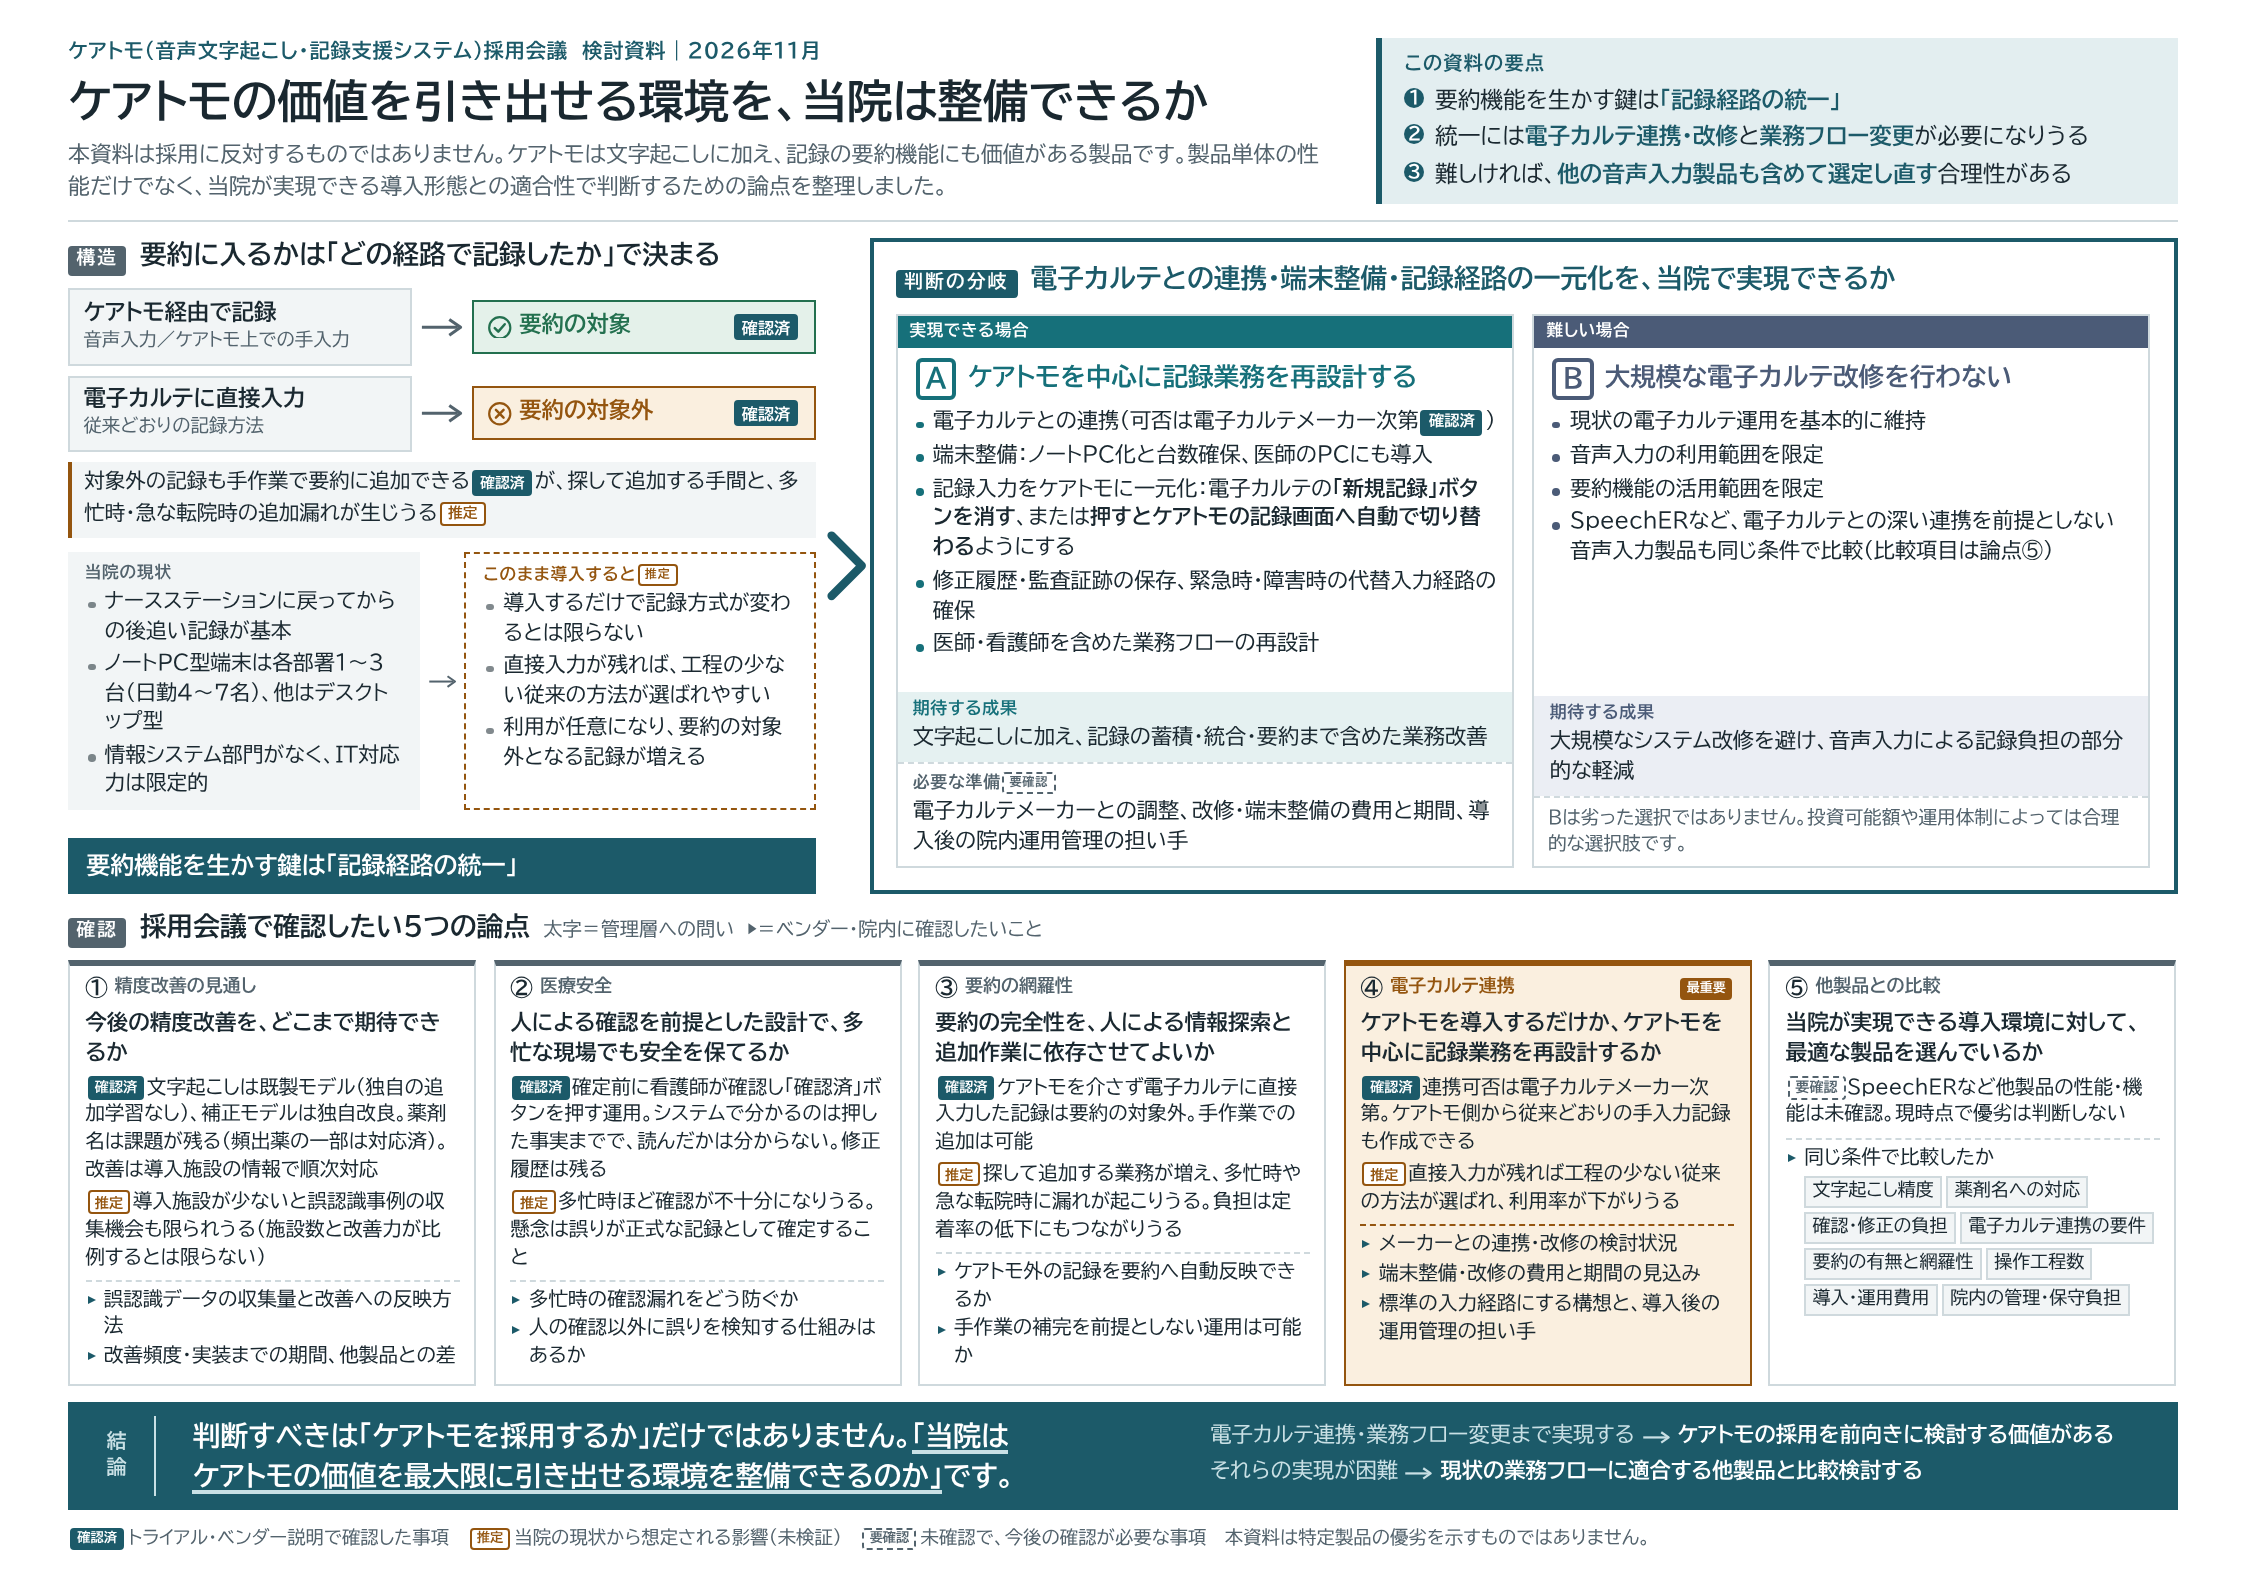 ケアトモ（音声文字起こし・記録支援システム）採用会議 検討資料｜2026年11月
ケアトモの価値を引き出せる環境を、当院は整備できるか
本資料は採用に反対するものではありません。ケアトモは文字起こしに加え、記録の要約機能にも価値がある製品です。製品単体の性
能だけでなく、当院が実現できる導入形態との適合性で判断するための論点を整理しました。
この資料の要点
❶ 要約機能を生かす鍵は「記録経路の統一」
❷ 統一には電子カルテ連携・改修と業務フロー変更が必要になりうる
❸ 難しければ、他の音声入力製品も含めて選定し直す合理性がある
構造 要約に入るかは「どの経路で記録したか」で決まる
ケアトモ経由で記録
音声入力／ケアトモ上での手入力
→ 要約の対象 確認済
電子カルテに直接入力
従来どおりの記録方法
→ 要約の対象外 確認済
対象外の記録も手作業で要約に追加できる 確認済 が、探して追加する手間と、多
忙時・急な転院時の追加漏れが生じうる 推定
当院の現状
• ナースステーションに戻ってから
の後追い記録が基本
• ノートPC型端末は各部署1〜3
台（日勤4〜7名）、他はデスクト
ップ型
• 情報システム部門がなく、IT対応
力は限定的
→
このまま導入すると 推定
• 導入するだけで記録方式が変わ
るとは限らない
• 直接入力が残れば、工程の少な
い従来の方法が選ばれやすい
• 利用が任意になり、要約の対象
外となる記録が増える
要約機能を生かす鍵は「記録経路の統一」
判断の分岐 電子カルテとの連携・端末整備・記録経路の一元化を、当院で実現できるか
実現できる場合
A ケアトモを中心に記録業務を再設計する
• 電子カルテとの連携（可否は電子カルテメーカー次第 確認済 ）
• 端末整備：ノートPC化と台数確保、医師のPCにも導入
• 記録入力をケアトモに一元化：電子カルテの「新規記録」ボタ
ンを消す、または押すとケアトモの記録画面へ自動で切り替
わるようにする
• 修正履歴・監査証跡の保存、緊急時・障害時の代替入力経路の
確保
• 医師・看護師を含めた業務フローの再設計
期待する成果
文字起こしに加え、記録の蓄積・統合・要約まで含めた業務改善
必要な準備 要確認
電子カルテメーカーとの調整、改修・端末整備の費用と期間、導
入後の院内運用管理の担い手
難しい場合
B 大規模な電子カルテ改修を行わない
• 現状の電子カルテ運用を基本的に維持
• 音声入力の利用範囲を限定
• 要約機能の活用範囲を限定
• SpeechERなど、電子カルテとの深い連携を前提としない
音声入力製品も同じ条件で比較（比較項目は論点⑤）
期待する成果
大規模なシステム改修を避け、音声入力による記録負担の部分
的な軽減
Bは劣った選択ではありません。投資可能額や運用体制によっては合理
的な選択肢です。
確認 採用会議で確認したい5つの論点 太字＝管理層への問い ▸＝ベンダー・院内に確認したいこと
① 精度改善の見通し
今後の精度改善を、どこまで期待でき
るか
確認済 文字起こしは既製モデル（独自の追
加学習なし）、補正モデルは独自改良。薬剤
名は課題が残る（頻出薬の一部は対応済）。
改善は導入施設の情報で順次対応
推定 導入施設が少ないと誤認識事例の収
集機会も限られうる（施設数と改善力が比
例するとは限らない）
▸ 誤認識データの収集量と改善への反映方
法
▸ 改善頻度・実装までの期間、他製品との差
② 医療安全
人による確認を前提とした設計で、多
忙な現場でも安全を保てるか
確認済 確定前に看護師が確認し「確認済」ボ
タンを押す運用。システムで分かるのは押し
た事実までで、読んだかは分からない。修正
履歴は残る
推定 多忙時ほど確認が不十分になりうる。
懸念は誤りが正式な記録として確定するこ
と
▸ 多忙時の確認漏れをどう防ぐか
▸ 人の確認以外に誤りを検知する仕組みは
あるか
③ 要約の網羅性
要約の完全性を、人による情報探索と
追加作業に依存させてよいか
確認済 ケアトモを介さず電子カルテに直接
入力した記録は要約の対象外。手作業での
追加は可能
推定 探して追加する業務が増え、多忙時や
急な転院時に漏れが起こりうる。負担は定
着率の低下にもつながりうる
▸ ケアトモ外の記録を要約へ自動反映でき
るか
▸ 手作業の補完を前提としない運用は可能
か
④ 電子カルテ連携 最重要
ケアトモを導入するだけか、ケアトモを
中心に記録業務を再設計するか
確認済 連携可否は電子カルテメーカー次
第。ケアトモ側から従来どおりの手入力記録
も作成できる
推定 直接入力が残れば工程の少ない従来
の方法が選ばれ、利用率が下がりうる
▸ メーカーとの連携・改修の検討状況
▸ 端末整備・改修の費用と期間の見込み
▸ 標準の入力経路にする構想と、導入後の
運用管理の担い手
⑤ 他製品との比較
当院が実現できる導入環境に対して、
最適な製品を選んでいるか
要確認 SpeechERなど他製品の性能・機
能は未確認。現時点で優劣は判断しない
▸ 同じ条件で比較したか
文字起こし精度 薬剤名への対応
確認・修正の負担 電子カルテ連携の要件
要約の有無と網羅性 操作工程数
導入・運用費用 院内の管理・保守負担
結
論
判断すべきは「ケアトモを採用するか」だけではありません。「当院は
ケアトモの価値を最大限に引き出せる環境を整備できるのか」です。
電子カルテ連携・業務フロー変更まで実現する → ケアトモの採用を前向きに検討する価値がある
それらの実現が困難 → 現状の業務フローに適合する他製品と比較検討する
確認済 トライアル・ベンダー説明で確認した事項 推定 当院の現状から想定される影響（未検証） 要確認 未確認で、今後の確認が必要な事項 本資料は特定製品の優劣を示すものではありません。